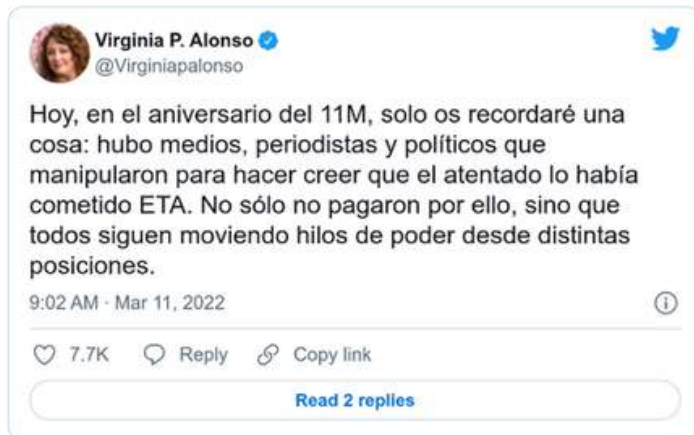 Virginia P. Alonso
@Virginiapalonso
Hoy, en el aniversario del 11M, solo os recordaré una
cosa: hubo medios, periodistas y políticos que
manipularon para hacer creer que el atentado lo había
cometido ETA. No sólo no pagaron por ello, sino que
todos siguen moviendo hilos de poder desde distintas
posiciones.
9:02 AM · Mar 11, 2022
7.7K Reply Copy link
Read 2 replies